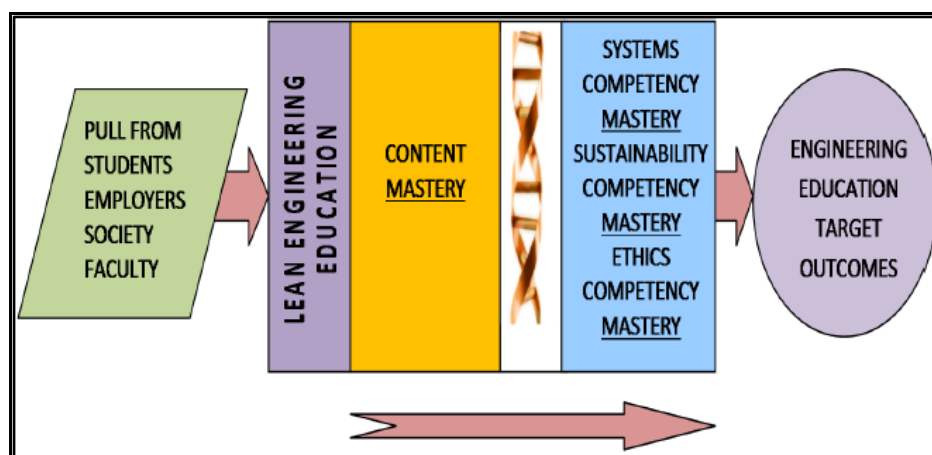 PULL FROM
STUDENTS
EMPLOYERS
SOCIETY
FACULTY
LEAN ENGINEERING
EDUCATION
CONTENT
MASTERY
SYSTEMS
COMPETENCY
MASTERY
SUSTAINABILITY
COMPETENCY
MASTERY
ETHICS
COMPETENCY
MASTERY
ENGINEERING
EDUCATION
TARGET
OUTCOMES